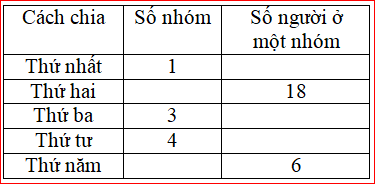 Cách chia Số nhóm Số người ở
một nhóm
Thứ nhất 1
Thứ hai 18
Thứ ba 3
Thứ tư 4
Thứ năm 6